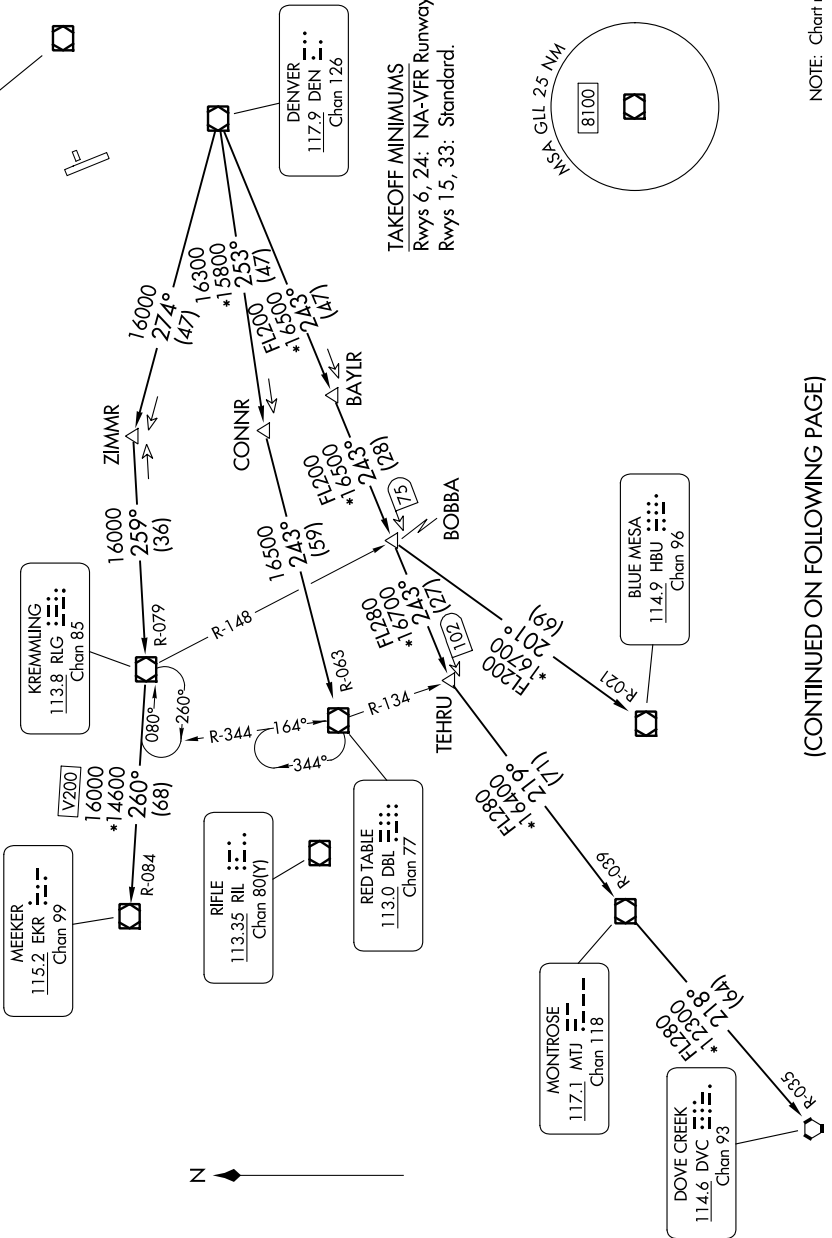 DENVER
117.9 DEN
Chan 126
TAKEOFF MINIMUMS
Rwys 6, 24: NA-VFR Runway
Rwys 15, 33: Standard.
MSA GLL 25 NM
8100
16000
274°
(47)
16300
*15800
253°
(47)
FL200
*16500
243°
(47)
ZIMMR
CONNR
BAYLR
16000
259°
(36)
16500
243°
(59)
FL200
*16500
243°
(28)
75
BOBBA
KREMMLING
113.8 RLG
Chan 85
R-079
R-148
080°
260°
R-063
R-344
164°
344°
R-134
FL280
*16700
243°
(27)
102
TEHRU
FL200
*16700
201°
(69)
R-021
BLUE MESA
114.9 HBU
Chan 96
V200
16000
*14600
260°
(68)
R-084
MEEKER
115.2 EKR
Chan 99
RIFLE
113.35 RIL
Chan 80(Y)
RED TABLE
113.0 DBL
Chan 77
FL280
*16400
219°
(71)
R-039
MONTROSE
117.1 MTJ
Chan 118
FL280
*12300
218°
(64)
R-035
DOVE CREEK
114.6 DVC
Chan 93
N
(CONTINUED ON FOLLOWING PAGE)
NOTE: Chart